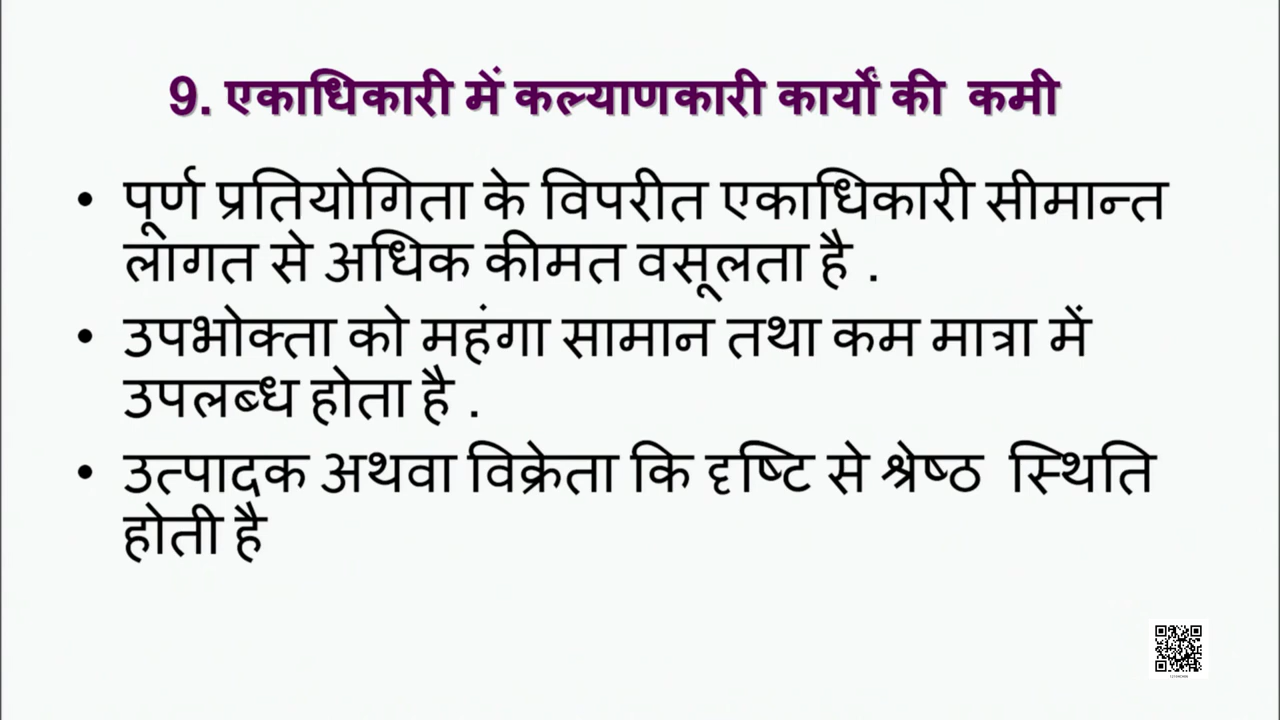 9. एकाधिकारी में कल्याणकारी कार्यों की कमी
• पूर्ण प्रतियोगिता के विपरीत एकाधिकारी सीमान्त
लागत से अधिक कीमत वसूलता है .
• उपभोक्ता को महंगा सामान तथा कम मात्रा में
उपलब्ध होता है .
• उत्पादक अथवा विक्रेता कि दृष्टि से श्रेष्ठ स्थिति
होती है